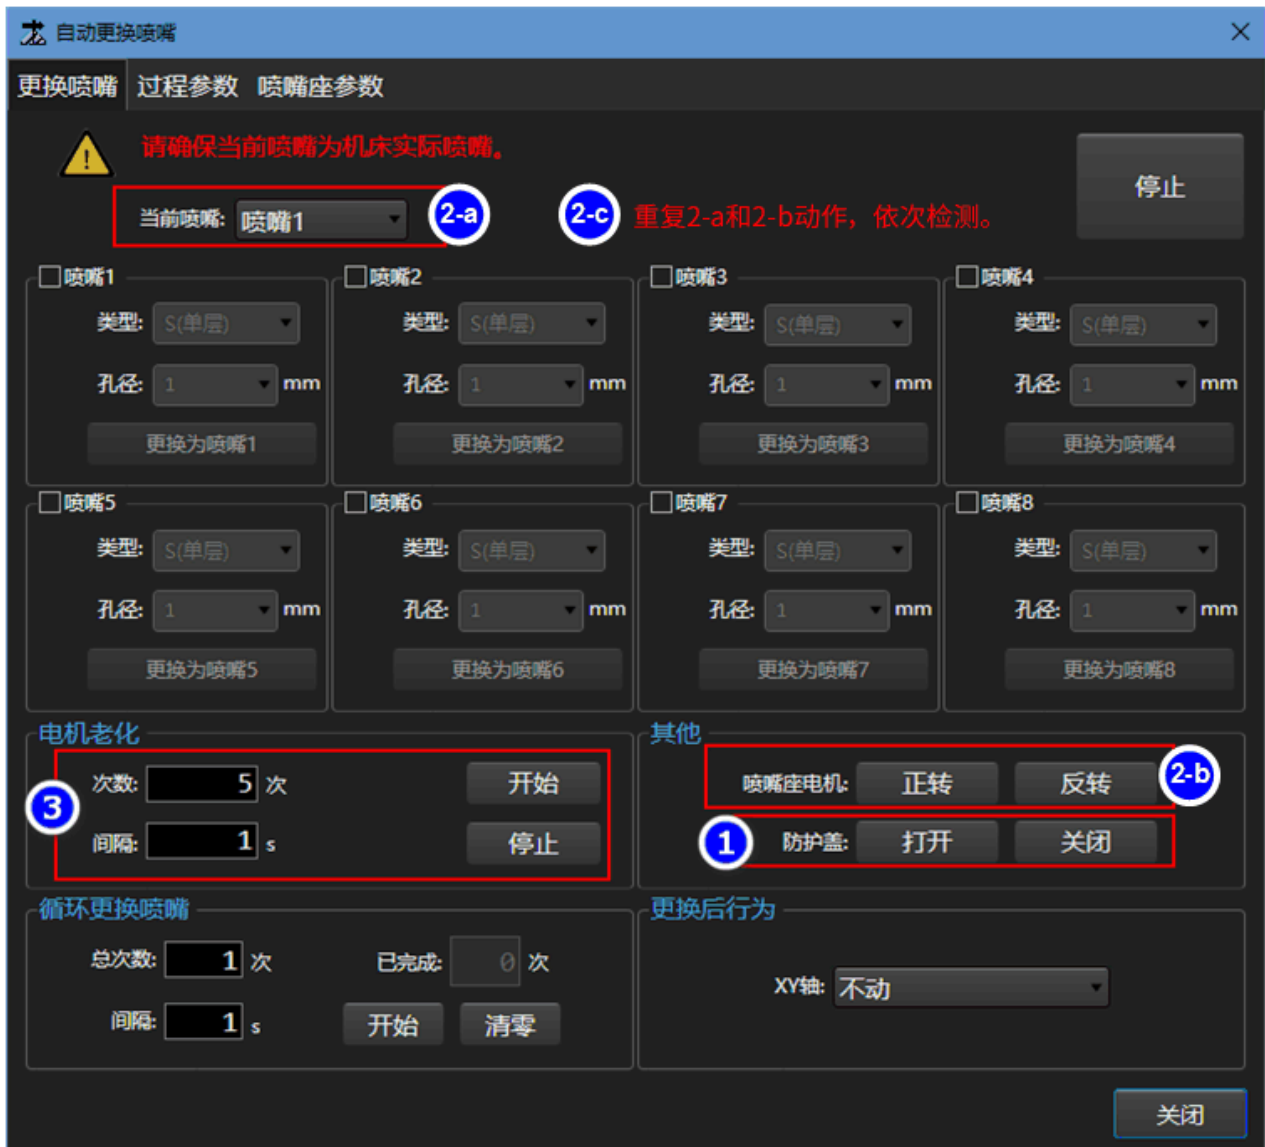 自动更换喷嘴
更换喷嘴 过程参数 喷嘴座参数
请确保当前喷嘴为机床实际喷嘴。
停止
当前喷嘴: 喷嘴1 2-a 2-c 重复2-a和2-b动作，依次检测。
喷嘴1 喷嘴2 喷嘴3 喷嘴4
类型: S(单层) 类型: S(单层) 类型: S(单层) 类型: S(单层)
孔径: 1 mm 孔径: 1 mm 孔径: 1 mm 孔径: 1 mm
更换为喷嘴1 更换为喷嘴2 更换为喷嘴3 更换为喷嘴4
喷嘴5 喷嘴6 喷嘴7 喷嘴8
类型: S(单层) 类型: S(单层) 类型: S(单层) 类型: S(单层)
孔径: 1 mm 孔径: 1 mm 孔径: 1 mm 孔径: 1 mm
更换为喷嘴5 更换为喷嘴6 更换为喷嘴7 更换为喷嘴8
电机老化 其他
次数: 5 次 开始 喷嘴座电机: 正转 反转 2-b
3
间隔: 1 s 停止 1 防护盖: 打开 关闭
循环更换喷嘴 更换后行为
总次数: 1 次 已完成: 0 次
XY轴: 不动
间隔: 1 s 开始 清零
关闭